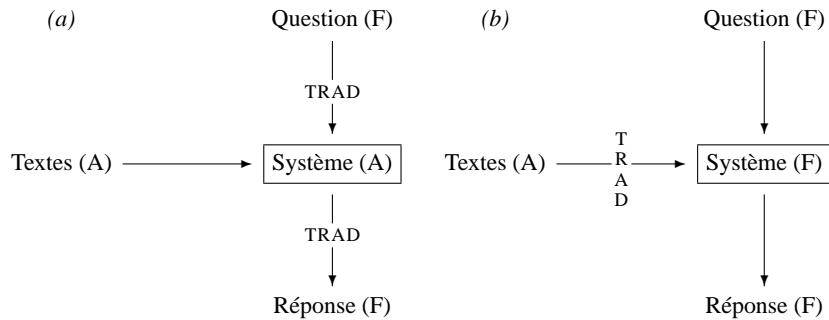 (a)
Question (F)
TRAD
Textes (A)
Système (A)
TRAD
Réponse (F)
(b)
Question (F)
Textes (A)
T
R
A
D
Système (F)
Réponse (F)